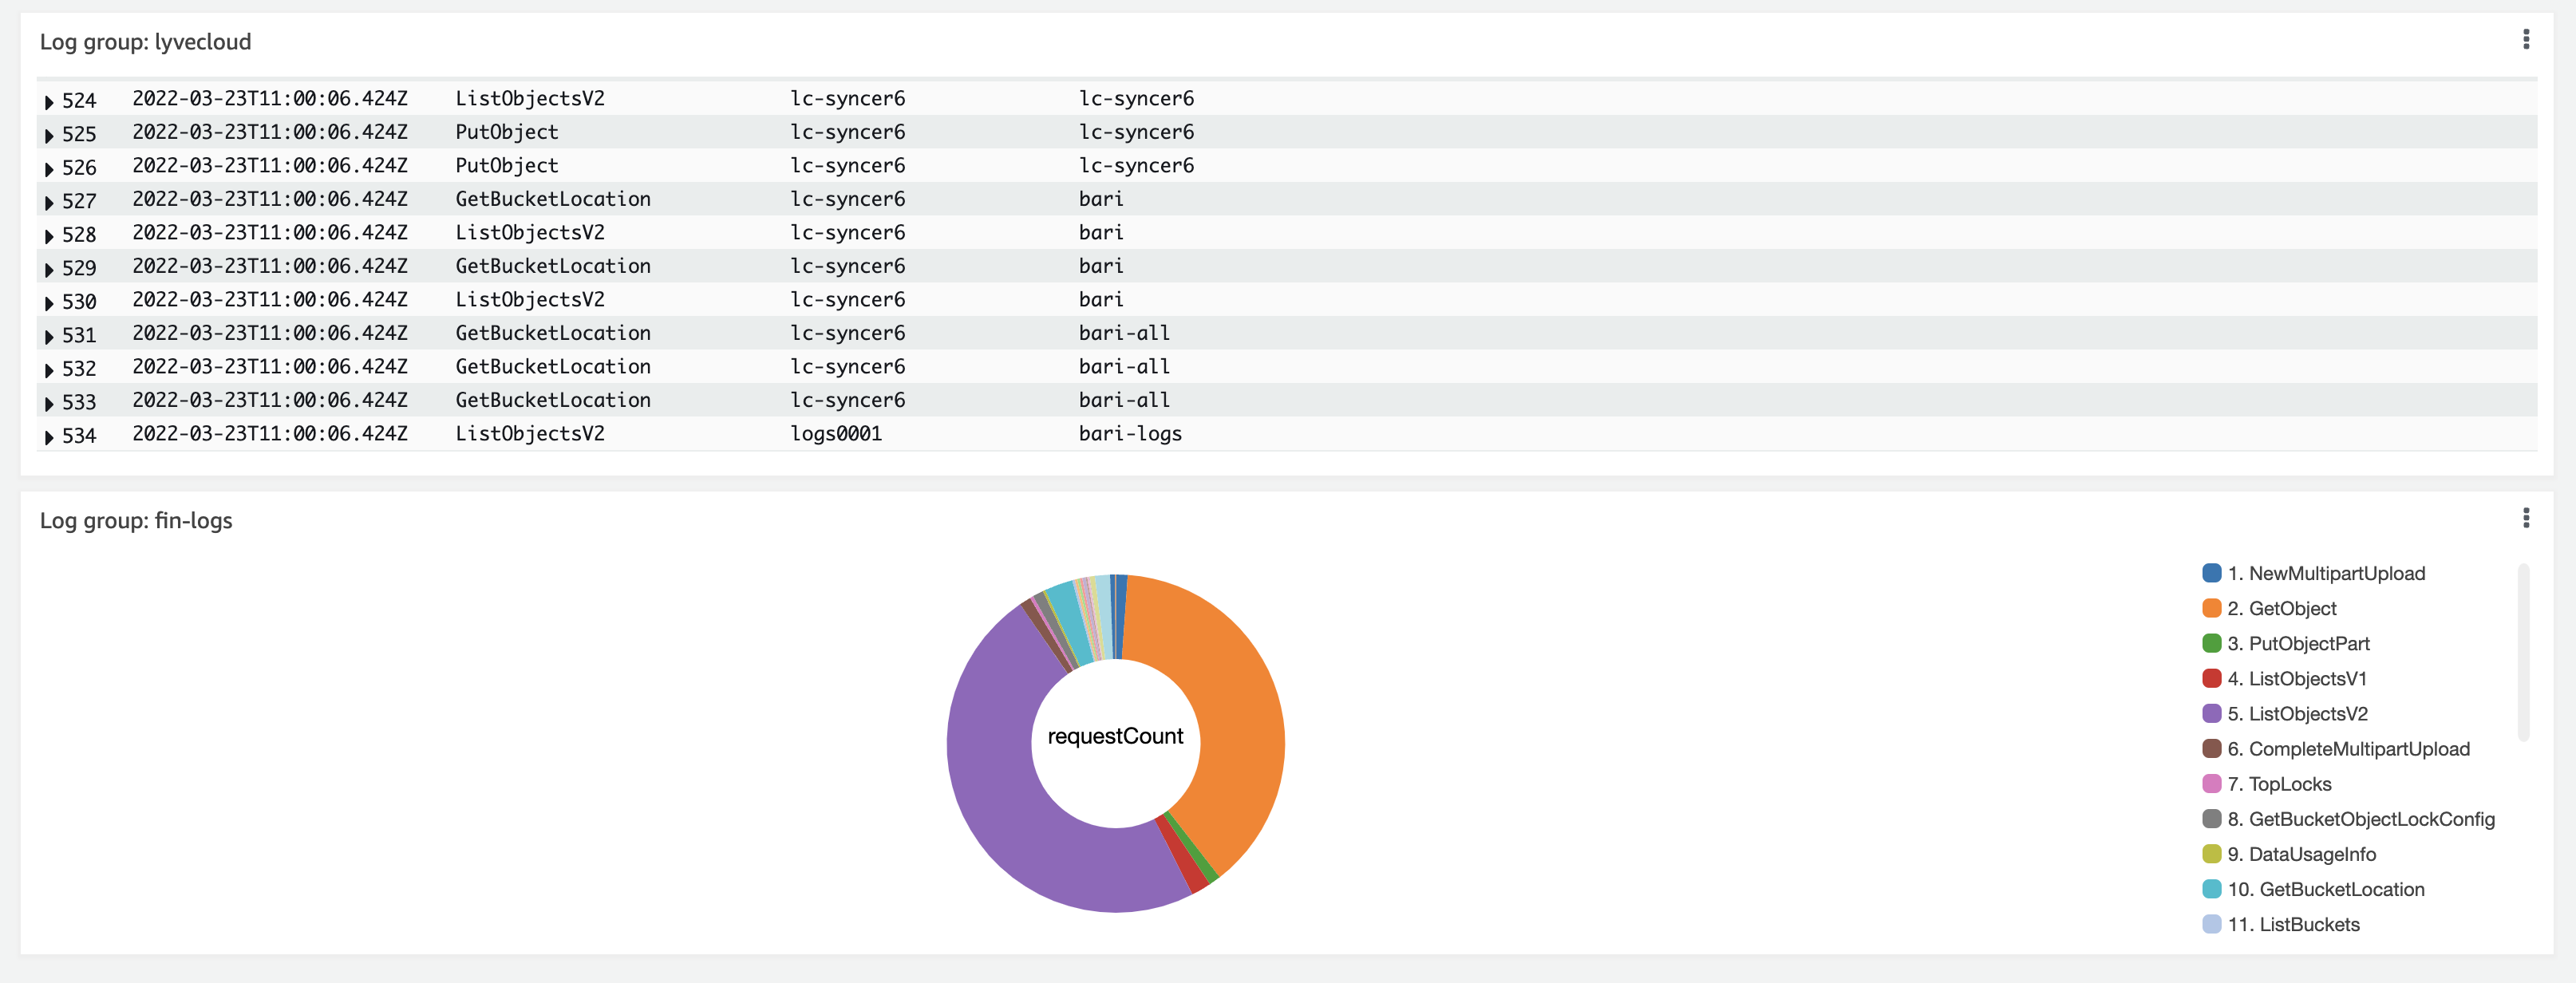 Log group: lyvecloud
524 2022-03-23T11:00:06.424Z ListObjectsV2 lc-syncer6 lc-syncer6
525 2022-03-23T11:00:06.424Z PutObject lc-syncer6 lc-syncer6
526 2022-03-23T11:00:06.424Z PutObject lc-syncer6 lc-syncer6
527 2022-03-23T11:00:06.424Z GetBucketLocation lc-syncer6 bari
528 2022-03-23T11:00:06.424Z ListObjectsV2 lc-syncer6 bari
529 2022-03-23T11:00:06.424Z GetBucketLocation lc-syncer6 bari
530 2022-03-23T11:00:06.424Z ListObjectsV2 lc-syncer6 bari
531 2022-03-23T11:00:06.424Z GetBucketLocation lc-syncer6 bari-all
532 2022-03-23T11:00:06.424Z GetBucketLocation lc-syncer6 bari-all
533 2022-03-23T11:00:06.424Z GetBucketLocation lc-syncer6 bari-all
534 2022-03-23T11:00:06.424Z ListObjectsV2 logs0001 bari-logs
Log group: fin-logs
requestCount
1. NewMultipartUpload
2. GetObject
3. PutObjectPart
4. ListObjectsV1
5. ListObjectsV2
6. CompleteMultipartUpload
7. TopLocks
8. GetBucketObjectLockConfig
9. DataUsageInfo
10. GetBucketLocation
11. ListBuckets